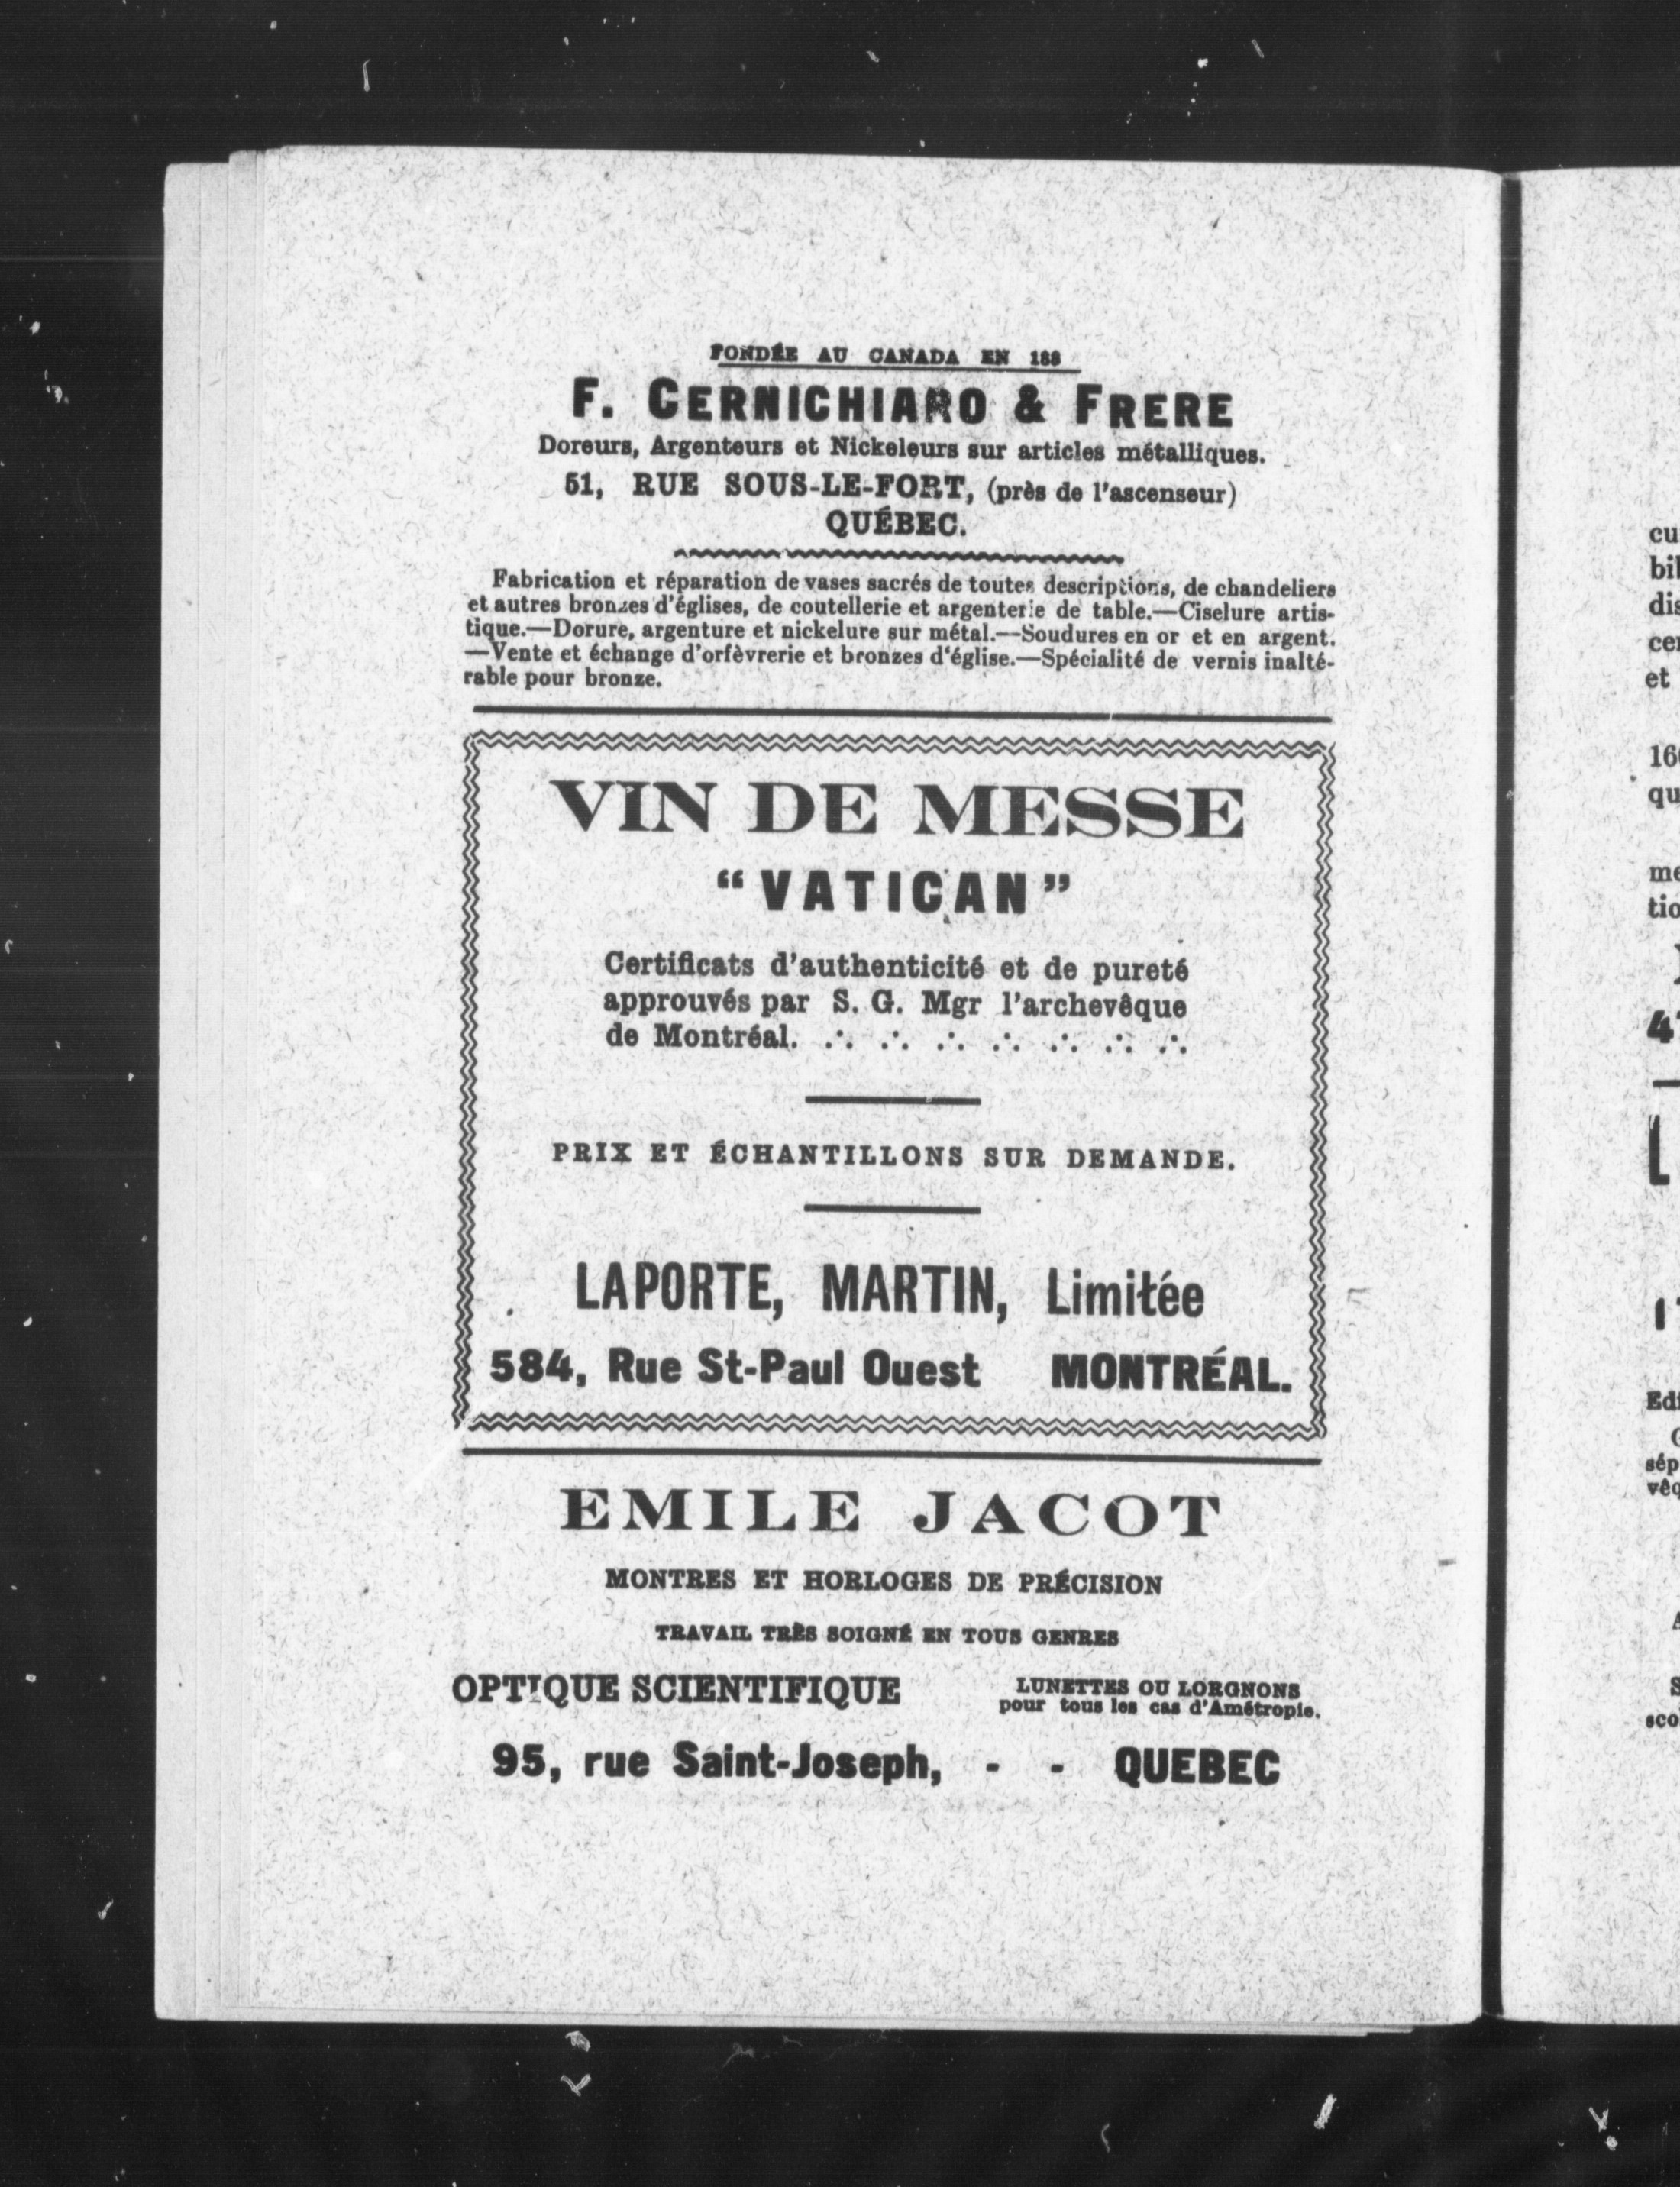 FONDÉE AU CANADA EN 188
F. CERNICHIARO & FRERE
Doreurs, Argenteurs et Nickeleurs sur articles métalliques.
51, RUE SOUS-LE-FORT, (près de l'ascenseur)
QUÉBEC.
Fabrication et réparation de vases sacrés de toutes descriptions, de chandeliers
et autres bronzes d'églises, de coutellerie et argenterie de table.—Ciselure artis-
tique.—Dorure, argenture et nickelure sur métal.—Soudures en or et en argent.
—Vente et échange d'orfèvrerie et bronzes d'église.—Spécialité de vernis inalté-
rable pour bronze.
VIN DE MESSE
“VATICAN”
Certificats d'authenticité et de pureté
approuvés par S. G. Mgr l'archevêque
de Montréal. ∴ ∴ ∴ ∴ ∴ ∴ ∴
PRIX ET ÉCHANTILLONS SUR DEMANDE.
LAPORTE, MARTIN, Limitée
584, Rue St-Paul Ouest MONTRÉAL.
EMILE JACOT
MONTRES ET HORLOGES DE PRÉCISION
TRAVAIL TRÈS SOIGNÉ EN TOUS GENRES
OPTIQUE SCIENTIFIQUE
LUNETTES OU LORGNONS
pour tous les cas d'Amétropie.
95, rue Saint-Joseph, - - QUEBEC